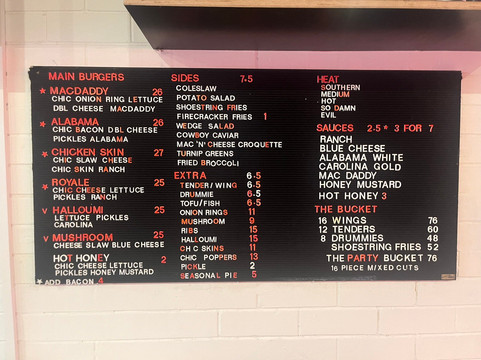 MAIN BURGERS
* MACDADDY 26
CHIC ONION RING LETTUCE
DBL CHEESE MACDADDY
* ALABAMA 26
CHIC BACON DBL CHEESE
PICKLES ALABAMA
* CHICKEN SKIN 27
CHIC SLAW CHEESE
CHIC SKIN RANCH
* ROYALE 25
CHIC CHEESE LETTUCE
PICKLES RANCH
V HALLOUMI 25
LETTUCE PICKLES
CAROLINA
V MUSHROOM 25
CHEESE SLAW BLUE CHEESE
HOT HONEY 2
CHIC CHEESE LETTUCE
PICKLES HONEY MUSTARD
* ADD BACON 4
SIDES 7-5
COLESLAW
POTATO SALAD
SHOESTRING FRIES
FIRECRACKER FRIES 1
WEDGE SALAD
COWBOY CAVIAR
MAC 'N' CHEESE CROQUETTE
TURNIP GREENS
FRIED BROCCOLI
EXTRA 6-5
TENDER/WING 6-5
DRUMMIE 6-5
TOFU/FISH 6-5
ONION RINGS 11
MUSHROOM 9
RIBS 15
HALLOUMI 15
CHIC SKINS 11
CHIC POPPERS 13
PICKLE 2
SEASONAL PIE 5
HEAT
SOUTHERN
MEDIUM
HOT
SO DAMN
EVIL
SAUCES 2-5 * 3 FOR 7
RANCH
BLUE CHEESE
ALABAMA WHITE
CAROLINA GOLD
MAC DADDY
HONEY MUSTARD
HOT HONEY 3
THE BUCKET
16 WINGS 76
12 TENDERS 60
8 DRUMMIES 48
SHOESTRING FRIES 52
THE PARTY BUCKET 76
16 PIECE MIXED CUTS